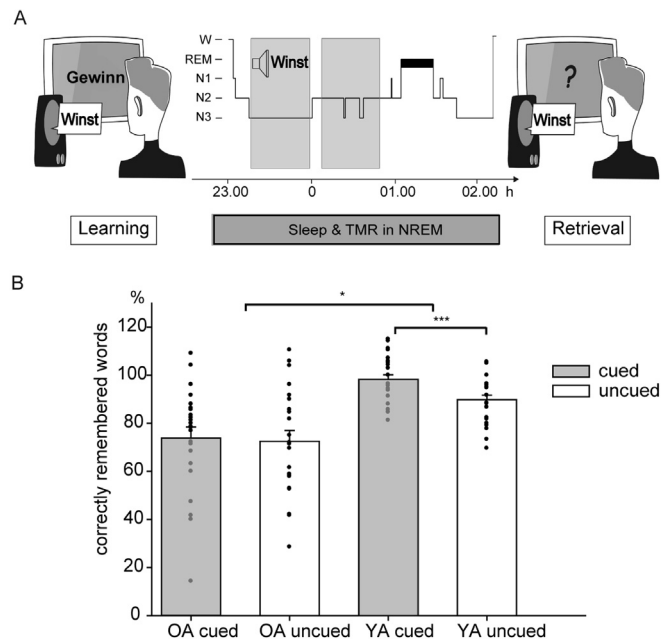 A
Gewinn
Winst
W
REM
N1
N2
N3
Winst
?
Winst
23.00 0 01.00 02.00 h
Learning
Sleep & TMR in NREM
Retrieval
B
%
* ***
120
100
80
60
40
20
0
correctly remembered words
cued
uncued
OA cued OA uncued YA cued YA uncued